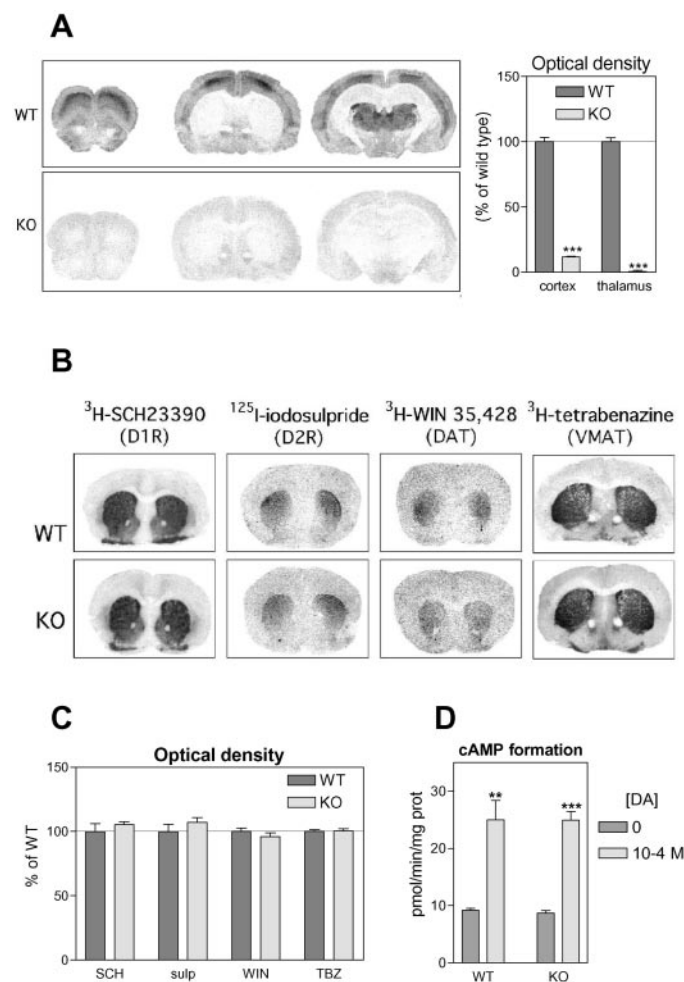 A
WT
KO
Optical density
WT
KO
(% of wild type)
150
100
50
0
***
***
cortex
thalamus
B
³H-SCH23390
(D1R)
¹²⁵I-iodosulpride
(D2R)
³H-WIN 35,428
(DAT)
³H-tetrabenazine
(VMAT)
WT
KO
C
Optical density
WT
KO
% of WT
150
100
50
0
SCH
sulp
WIN
TBZ
D
cAMP formation
pmol/min/mg prot
30
20
10
0
**
***
[DA]
0
10-4 M
WT
KO